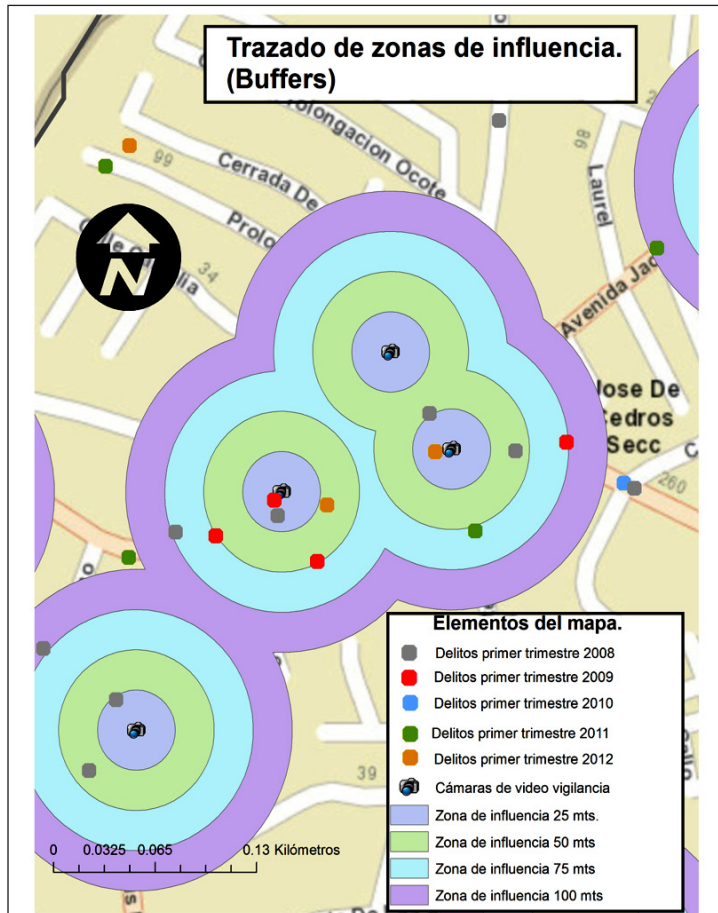 Trazado de zonas de influencia.
(Buffers)
Prolongacion Ocote
Cerrada De
99
Prolo
34
N
98
Laurel
Avenida Jac
Jose De
Cedros
Secc
C
260
39
0 0.0325 0.065 0.13 Kilómetros
Elementos del mapa.
Delitos primer trimestre 2008
Delitos primer trimestre 2009
Delitos primer trimestre 2010
Delitos primer trimestre 2011
Delitos primer trimestre 2012
Cámaras de video vigilancia
Zona de influencia 25 mts.
Zona de influencia 50 mts
Zona de influencia 75 mts
Zona de influencia 100 mts